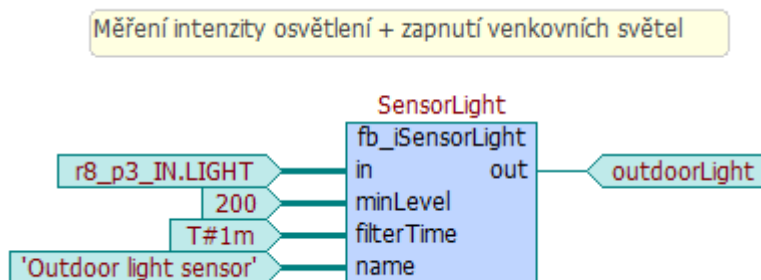 Měření intenzity osvětlení + zapnutí venkovních světel
SensorLight
fb_iSensorLight
r8_p3_IN.LIGHT in out outdoorLight
200 minLevel
T#1m filterTime
'Outdoor light sensor' name